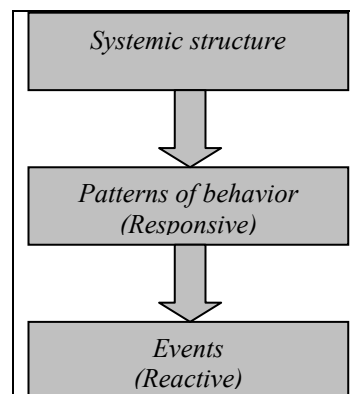 Systemic structure
Patterns of behavior
(Responsive)
Events
(Reactive)